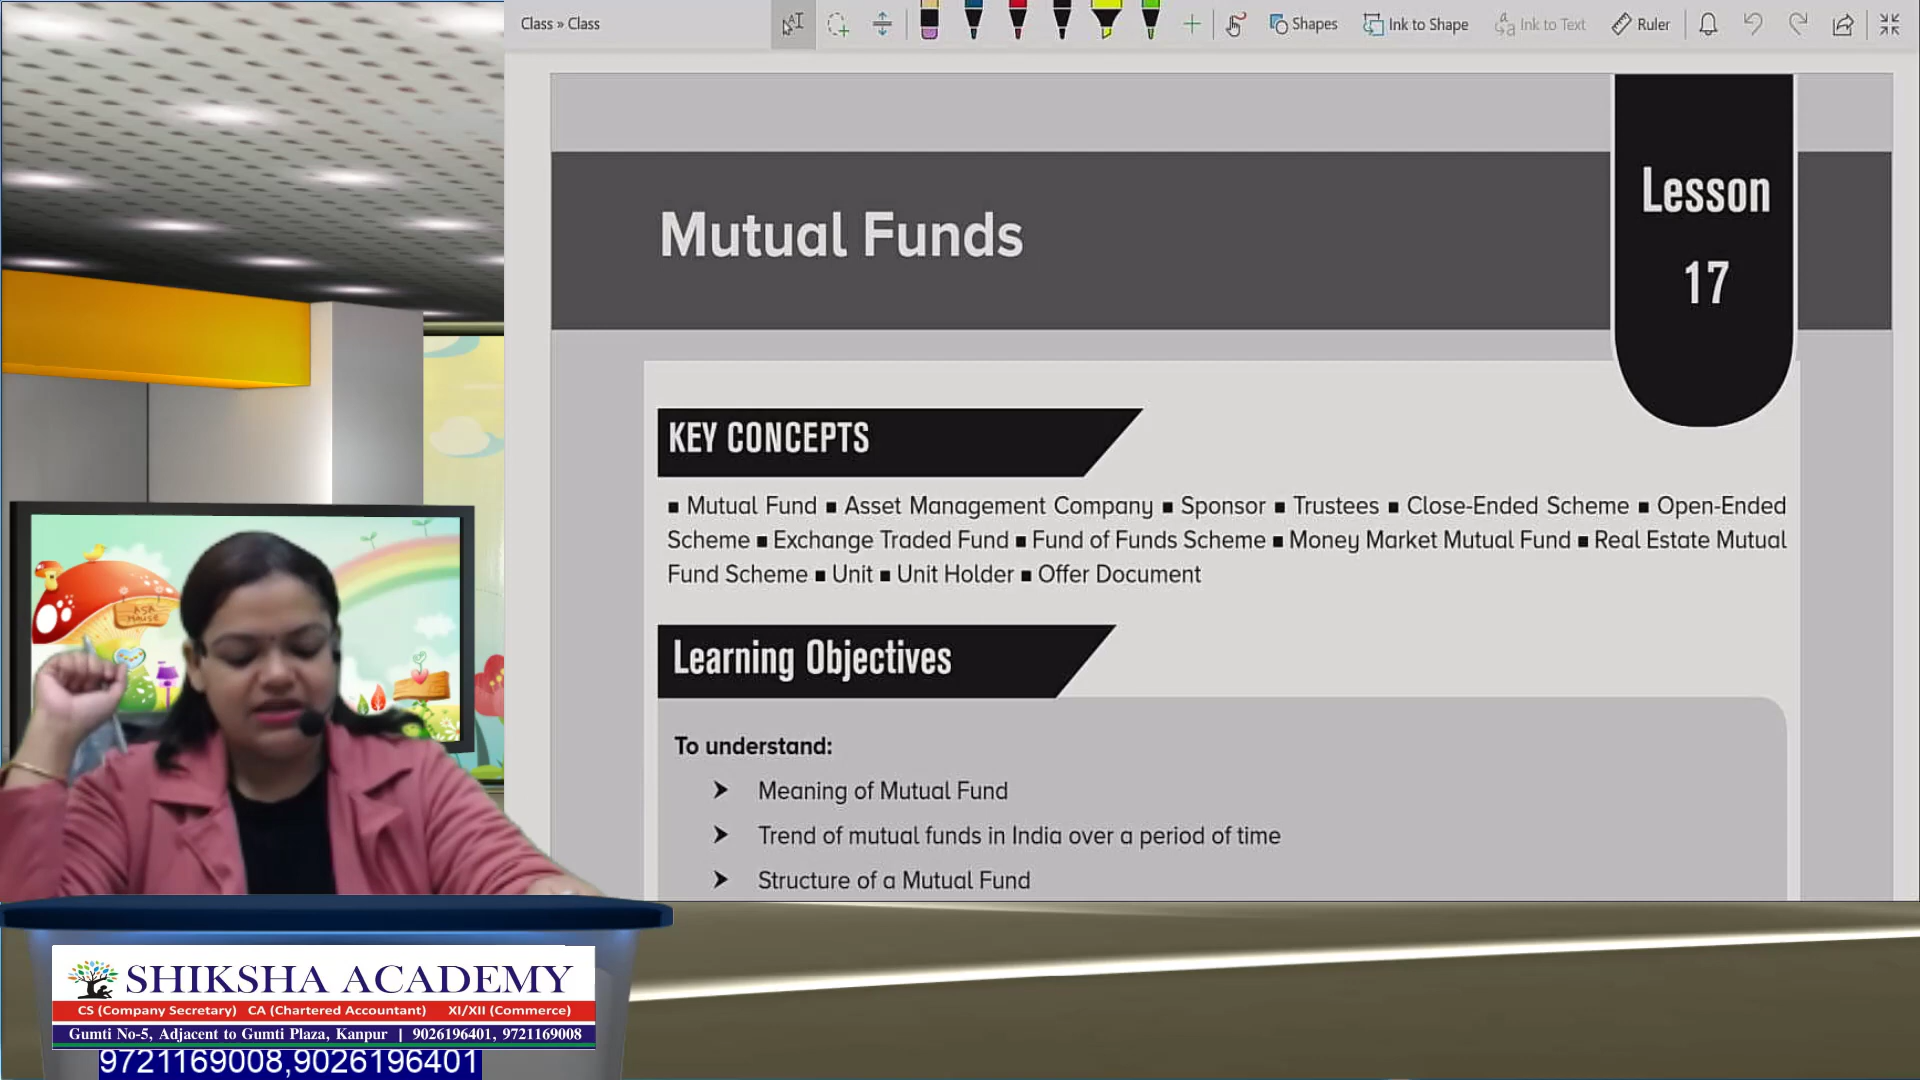 Class » Class
Shapes
Ink to Shape
Ink to Text
Ruler
Lesson
17
Mutual Funds
KEY CONCEPTS
▪ Mutual Fund ▪ Asset Management Company ▪ Sponsor ▪ Trustees ▪ Close-Ended Scheme ▪ Open-Ended
Scheme ▪ Exchange Traded Fund ▪ Fund of Funds Scheme ▪ Money Market Mutual Fund ▪ Real Estate Mutual
Fund Scheme ▪ Unit ▪ Unit Holder ▪ Offer Document
Learning Objectives
To understand:
➤ Meaning of Mutual Fund
➤ Trend of mutual funds in India over a period of time
➤ Structure of a Mutual Fund
SHIKSHA ACADEMY
CS (Company Secretary) CA (Chartered Accountant) XI/XII (Commerce)
Gumti No-5, Adjacent to Gumti Plaza, Kanpur | 9026196401, 9721169008
9721169008,9026196401